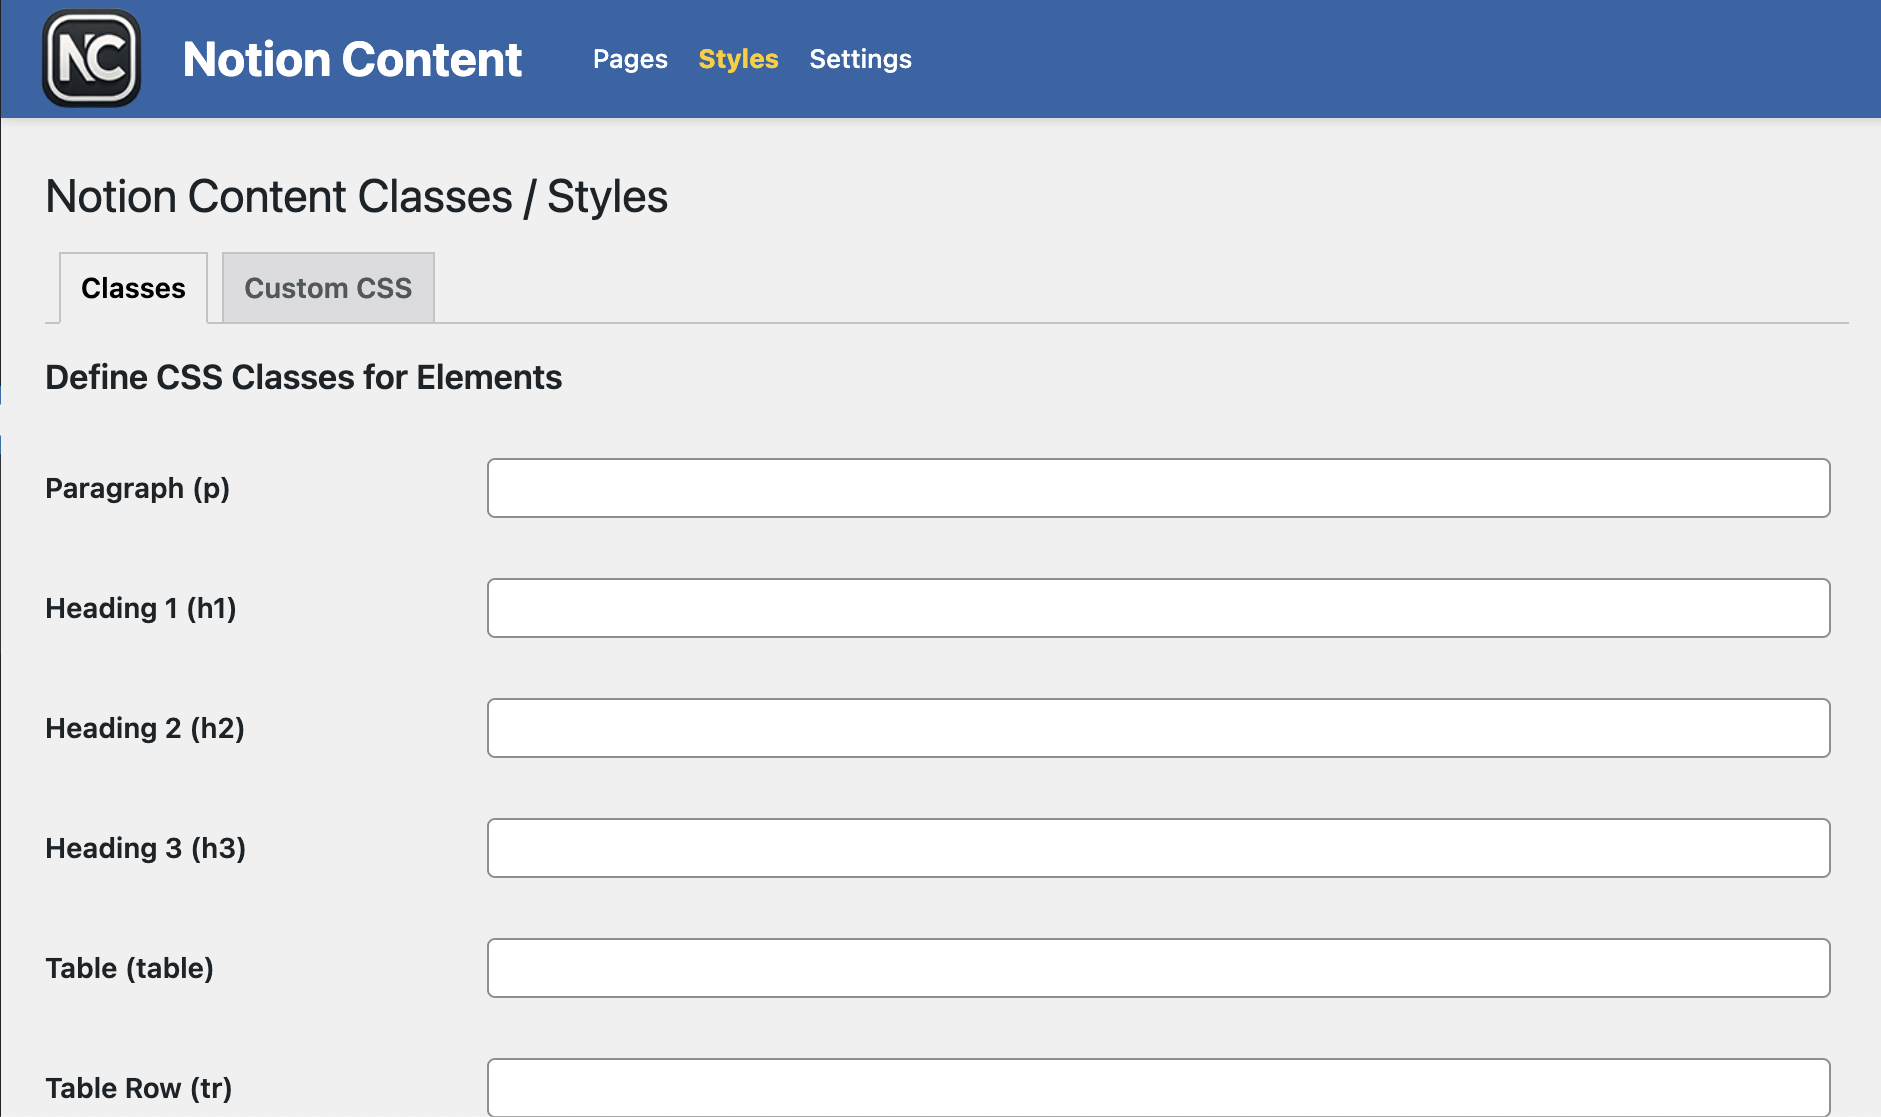 NC
Notion Content
Pages
Styles
Settings
Notion Content Classes / Styles
Classes
Custom CSS
Define CSS Classes for Elements
Paragraph (p)
Heading 1 (h1)
Heading 2 (h2)
Heading 3 (h3)
Table (table)
Table Row (tr)